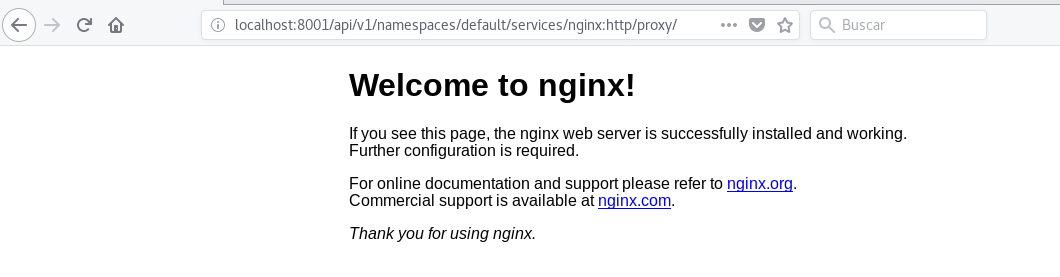 localhost:8001/api/v1/namespaces/default/services/nginx:http/proxy/
Buscar
Welcome to nginx!
If you see this page, the nginx web server is successfully installed and working.
Further configuration is required.
For online documentation and support please refer to nginx.org.
Commercial support is available at nginx.com.
Thank you for using nginx.